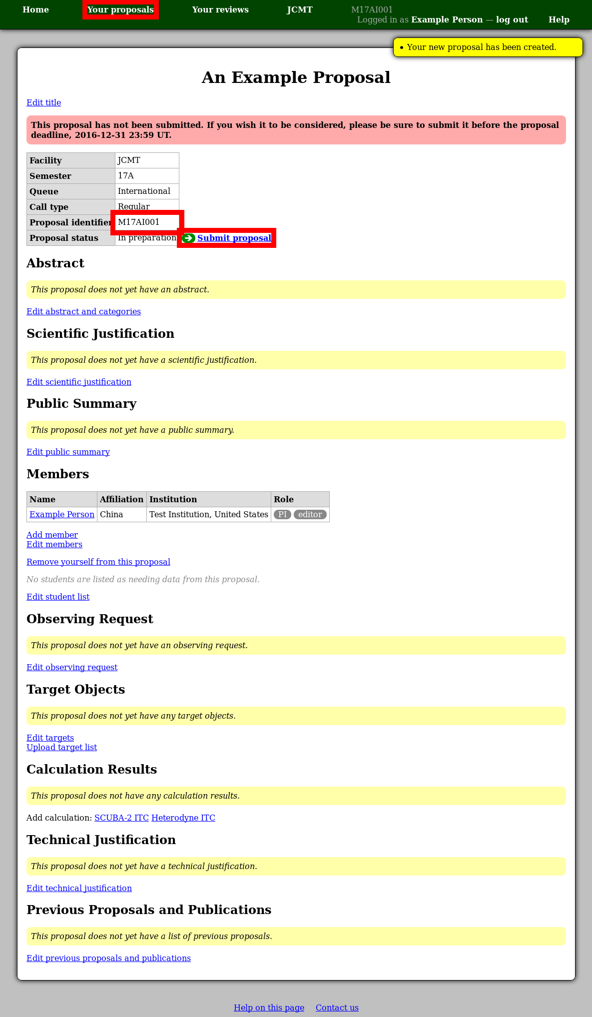 Home Your proposals Your reviews JCMT M17AI001
Logged in as Example Person — log out Help
• Your new proposal has been created.
An Example Proposal
Edit title
This proposal has not been submitted. If you wish it to be considered, please be sure to submit it before the proposal
deadline, 2016-12-31 23:59 UT.
Facility JCMT
Semester 17A
Queue International
Call type Regular
Proposal identifier M17AI001
Proposal status In preparation ➔ Submit proposal
Abstract
This proposal does not yet have an abstract.
Edit abstract and categories
Scientific Justification
This proposal does not yet have a scientific justification.
Edit scientific justification
Public Summary
This proposal does not yet have a public summary.
Edit public summary
Members
Name Affiliation Institution Role
Example Person China Test Institution, United States PI editor
Add member
Edit members
Remove yourself from this proposal
No students are listed as needing data from this proposal.
Edit student list
Observing Request
This proposal does not yet have an observing request.
Edit observing request
Target Objects
This proposal does not yet have any target objects.
Edit targets
Upload target list
Calculation Results
This proposal does not have any calculation results.
Add calculation: SCUBA-2 ITC Heterodyne ITC
Technical Justification
This proposal does not yet have a technical justification.
Edit technical justification
Previous Proposals and Publications
This proposal does not yet have a list of previous proposals.
Edit previous proposals and publications
Help on this page Contact us